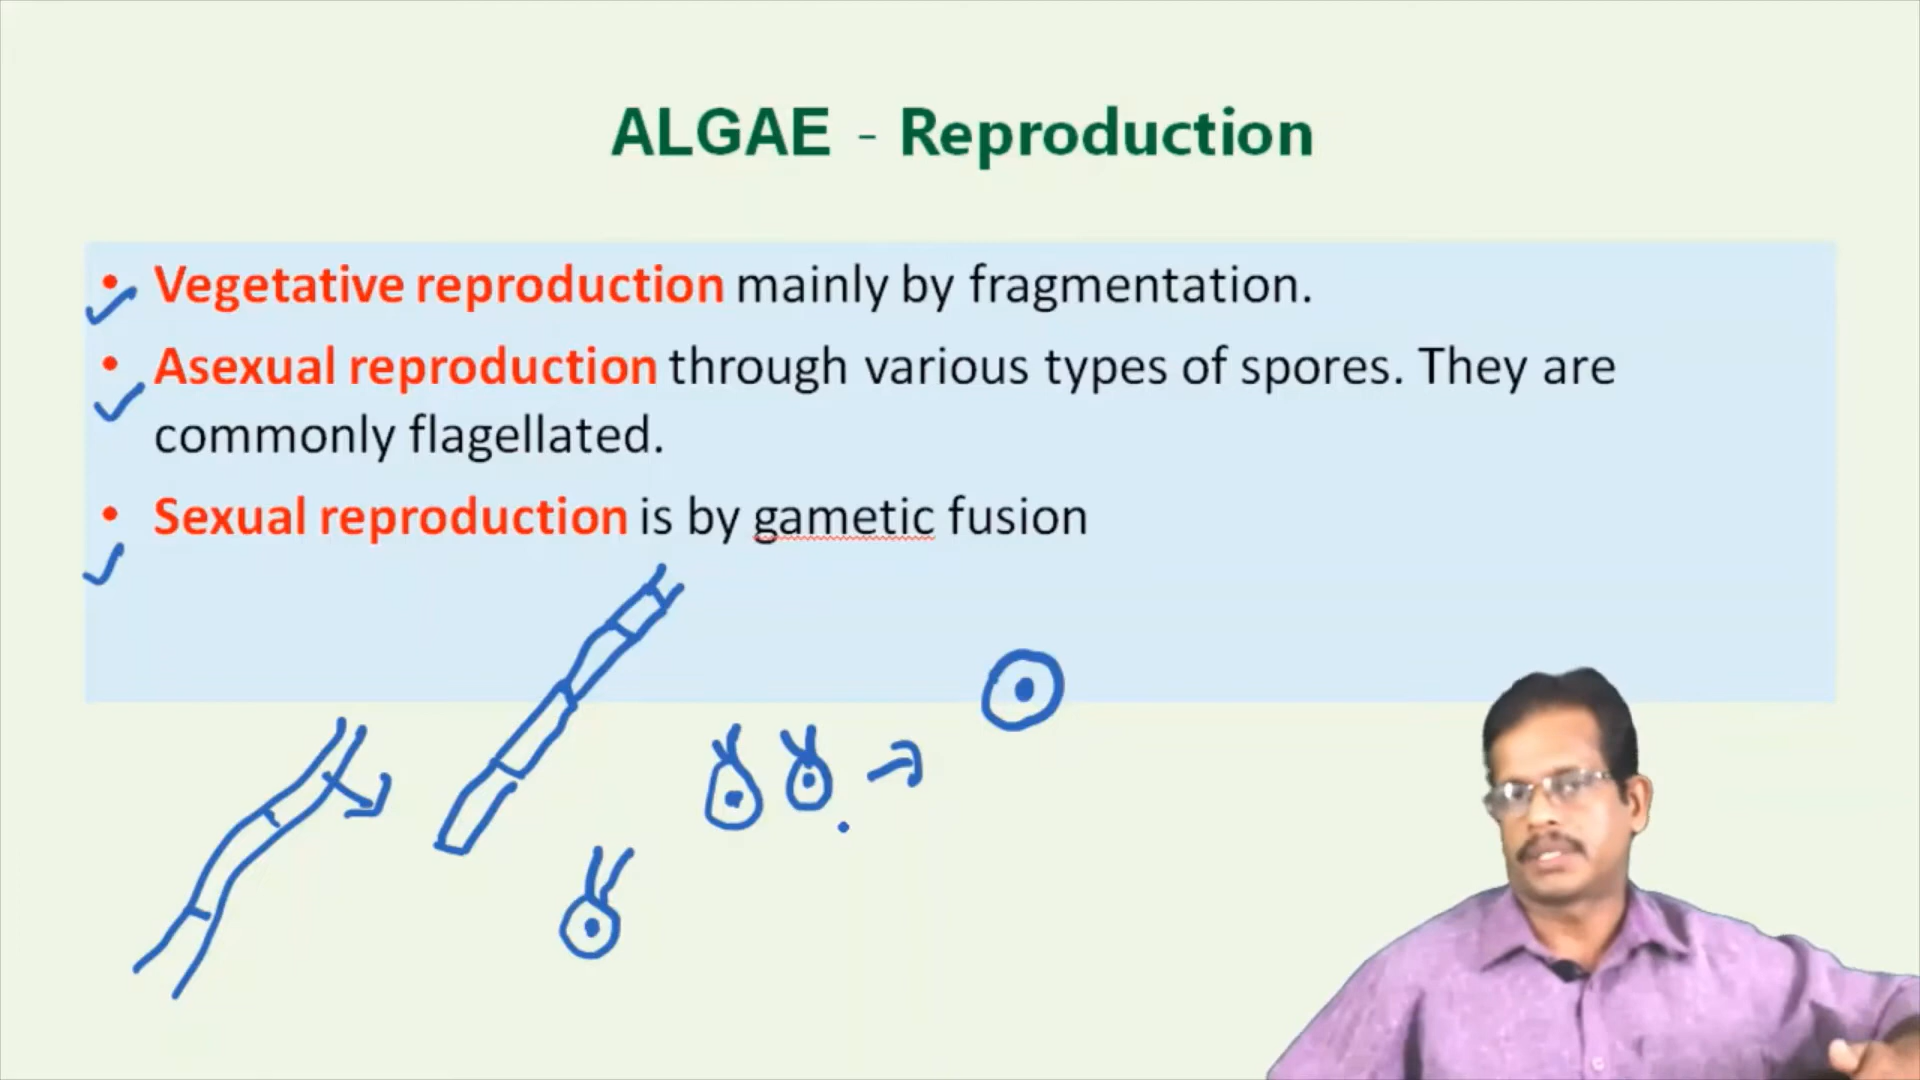 ALGAE - Reproduction
• Vegetative reproduction mainly by fragmentation.
• Asexual reproduction through various types of spores. They are
commonly flagellated.
• Sexual reproduction is by gametic fusion